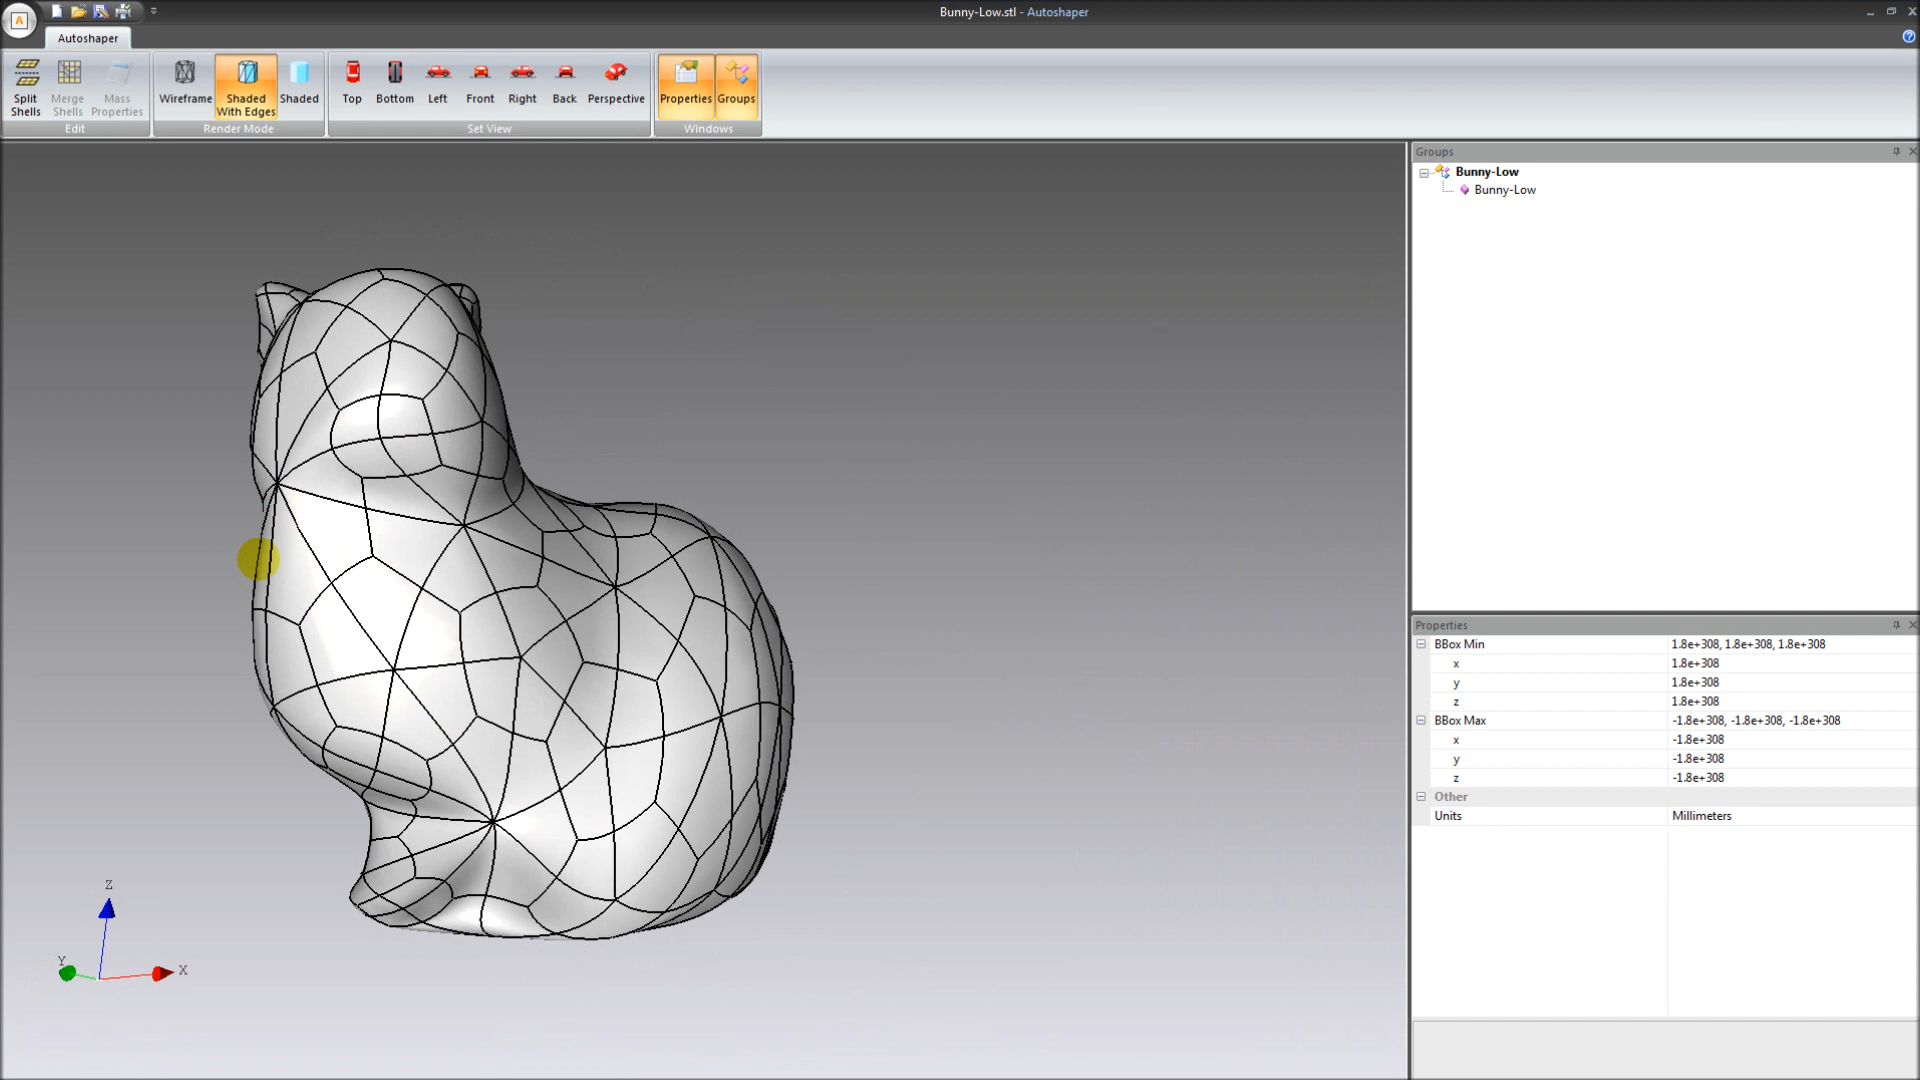 Bunny-Low.stl - Autoshaper
A
Autoshaper
Split Shells
Merge Shells
Mass Properties
Wireframe
Shaded With Edges
Shaded
Top
Bottom
Left
Front
Right
Back
Perspective
Properties
Groups
Edit
Render Mode
Set View
Windows
Groups
Bunny-Low
Bunny-Low
Properties
BBox Min 1.8e+308, 1.8e+308, 1.8e+308
x 1.8e+308
y 1.8e+308
z 1.8e+308
BBox Max -1.8e+308, -1.8e+308, -1.8e+308
x -1.8e+308
y -1.8e+308
z -1.8e+308
Other
Units Millimeters
Z
Y
X